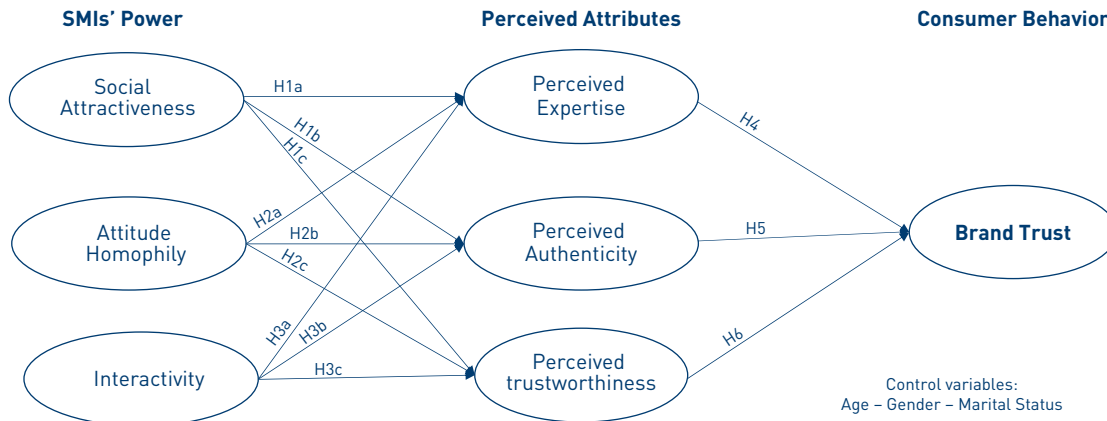 SMIs' Power
Perceived Attributes
Consumer Behavior
Social
Attractiveness
H1a
H1b
H1c
Perceived
Expertise
H4
Attitude
Homophily
H2a
H2b
H2c
Perceived
Authenticity
H5
Brand Trust
Interactivity
H3a
H3b
H3c
Perceived
trustworthiness
H6
Control variables:
Age – Gender – Marital Status